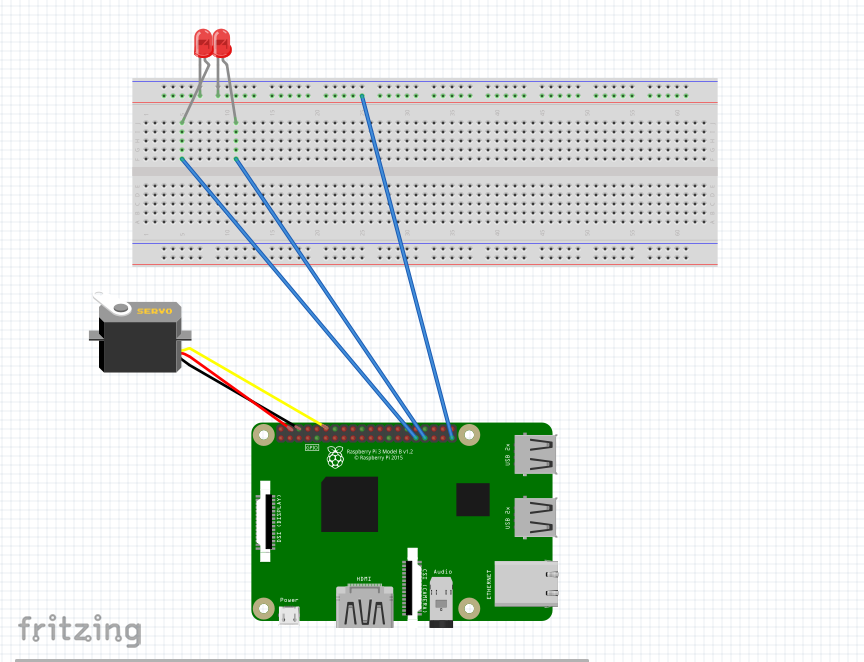 SERVO
GPIO
Raspberry Pi 3 Model B v1.2
© Raspberry Pi 2015
USB 2x
DSI (DISPLAY)
USB 2x
HDMI
CSI (CAMERA)
Audio
ETHERNET
Power
fritzing